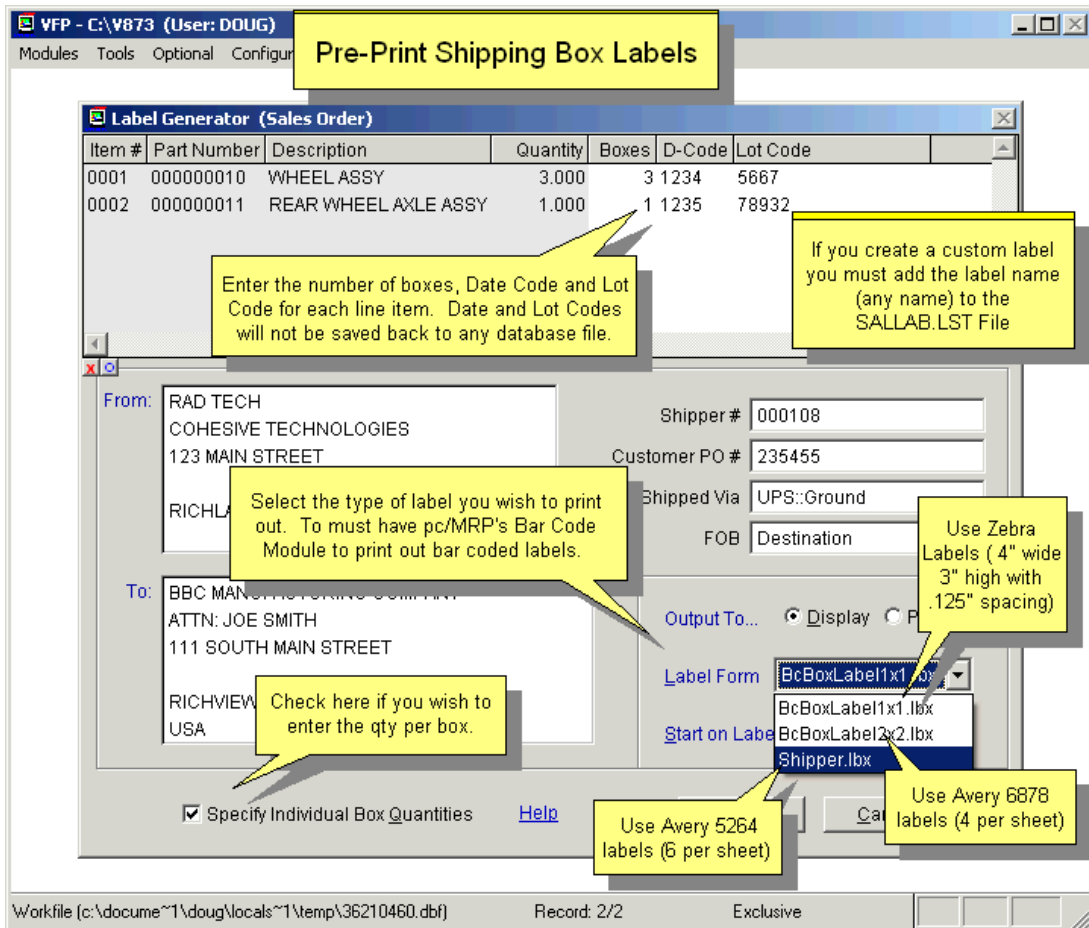 VFP - C:\V873 (User: DOUG)
Modules Tools Optional Configur
Pre-Print Shipping Box Labels
Label Generator (Sales Order)
Item # Part Number Description Quantity Boxes D-Code Lot Code
0001 000000010 WHEEL ASSY 3.000 3 1234 5667
0002 000000011 REAR WHEEL AXLE ASSY 1.000 1 1235 78932
Enter the number of boxes, Date Code and Lot
Code for each line item. Date and Lot Codes
will not be saved back to any database file.
If you create a custom label
you must add the label name
(any name) to the
SALLAB.LST File
From:
RAD TECH
COHESIVE TECHNOLOGIES
123 MAIN STREET
RICHLA
Shipper # 000108
Customer PO # 235455
Shipped Via UPS::Ground
FOB Destination
Select the type of label you wish to print
out. To must have pc/MRP's Bar Code
Module to print out bar coded labels.
Use Zebra
Labels ( 4" wide
3" high with
.125" spacing)
To:
BBC MANUFACTURING COMPANY
ATTN: JOE SMITH
111 SOUTH MAIN STREET
RICHVIEW
USA
Output To... Display P
Label Form BcBoxLabel1x1.lbx
BcBoxLabel1x1.lbx
Start on Labe BcBoxLabel2x2.lbx
Shipper.lbx
Check here if you wish to
enter the qty per box.
Specify Individual Box Quantities Help Ca
Use Avery 5264
labels (6 per sheet)
Use Avery 6878
labels (4 per sheet)
Workfile (c:\docume~1\doug\locals~1\temp\36210460.dbf) Record: 2/2 Exclusive